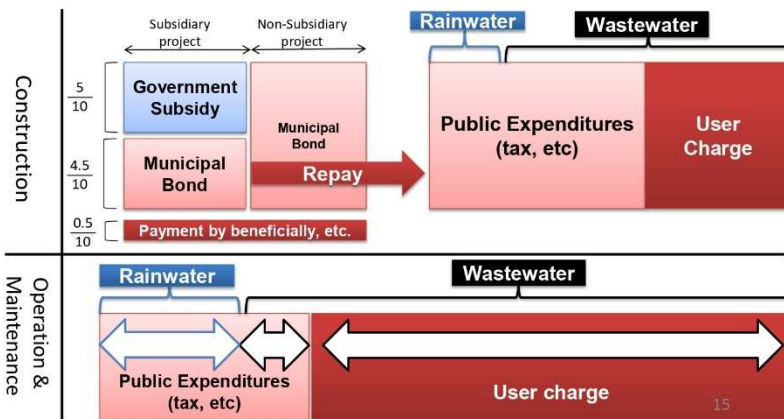 Subsidiary
project
Non-Subsidiary
project
Rainwater
Wastewater
Construction
5
10
Government
Subsidy
Municipal
Bond
Public Expenditures
(tax, etc)
User
Charge
4.5
10
Municipal
Bond
Repay
0.5
10
Payment by beneficially, etc.
Operation &
Maintenance
Rainwater
Wastewater
Public Expenditures
(tax, etc)
User charge
15